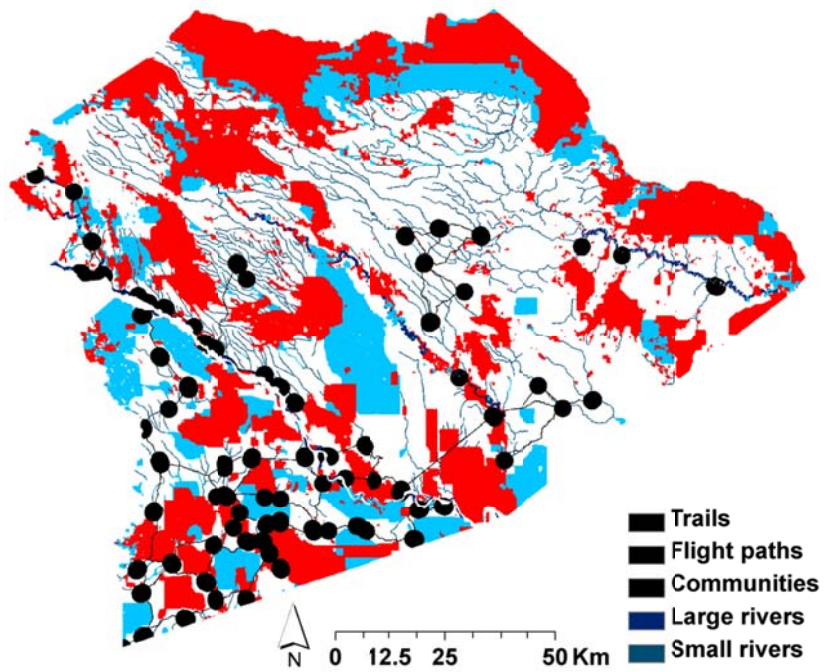 Trails
Flight paths
Communities
Large rivers
Small rivers
N
0 12.5 25 50 Km